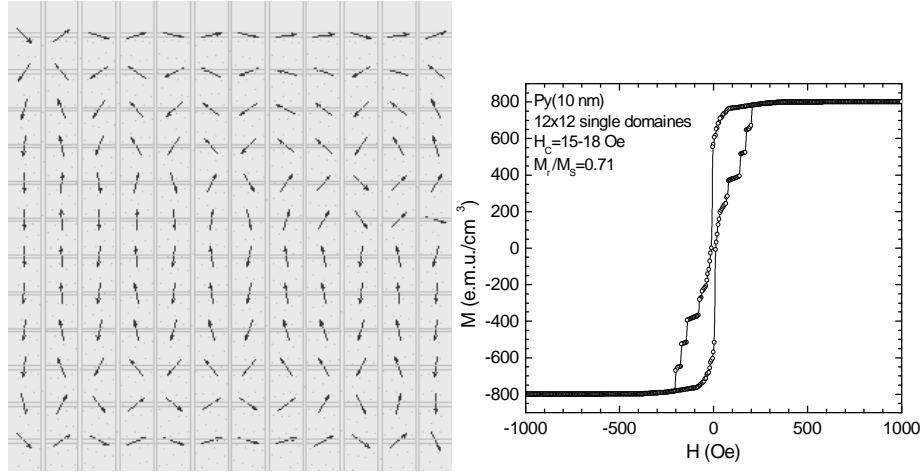 Py(10 nm)
12x12 single domaines
H_C=15-18 Oe
M_r/M_S=0.71
M (e.m.u./cm^3)
800
600
400
200
0
-200
-400
-600
-800
-1000 -500 0 500 1000
H (Oe)